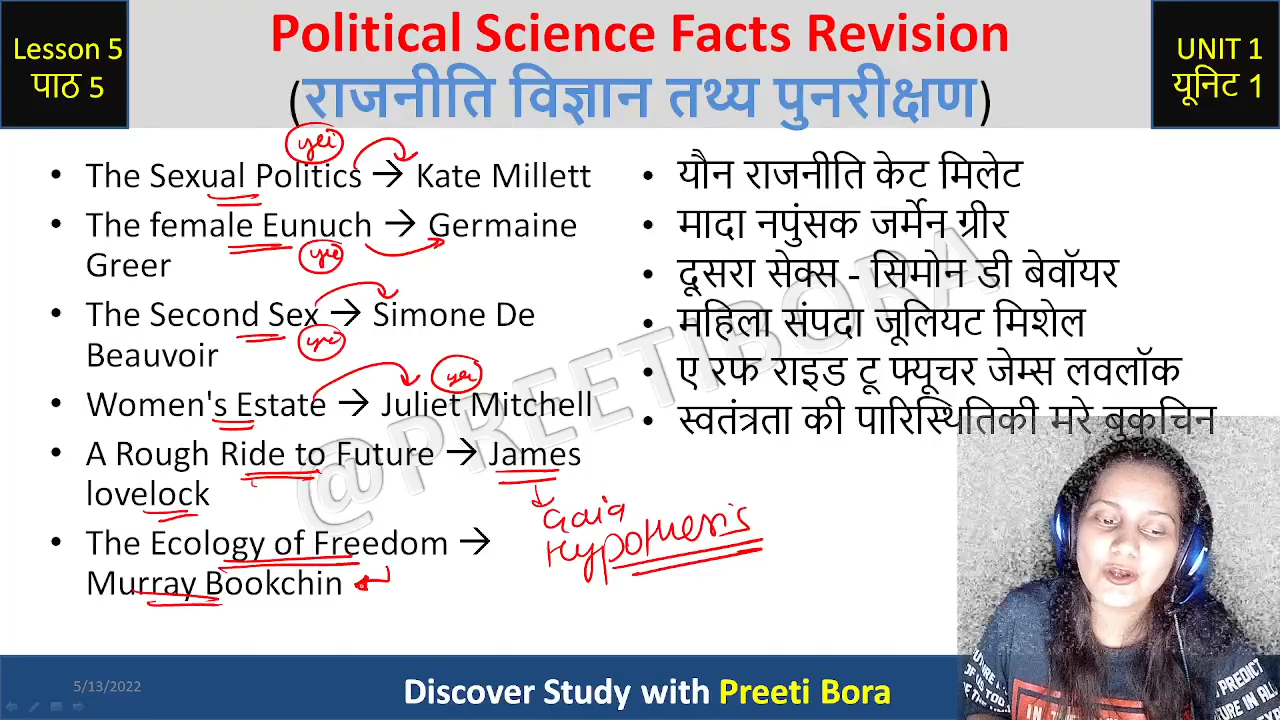 Lesson 5
पाठ 5
Political Science Facts Revision
(राजनीति विज्ञान तथ्य पुनरीक्षण)
UNIT 1
यूनिट 1
• The Sexual Politics → Kate Millett
• The female Eunuch → Germaine
Greer
• The Second Sex → Simone De
Beauvoir
• Women's Estate → Juliet Mitchell
• A Rough Ride to Future → James
lovelock
• The Ecology of Freedom →
Murray Bookchin
Gaia
Hypothesis
• यौन राजनीति केट मिलेट
• मादा नपुंसक जर्मेन ग्रीर
• दूसरा सेक्स - सिमोन डी बेवॉयर
• महिला संपदा जूलियट मिशेल
• ए रफ राइड टू फ्यूचर जेम्स लवलॉक
• स्वतंत्रता की पारिस्थितिकी मरे बुकचिन
@PREETIBORA
5/13/2022
Discover Study with Preeti Bora